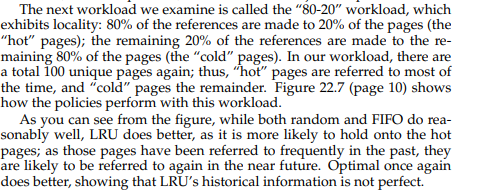 The next workload we examine is called the “80-20” workload, which
exhibits locality: 80% of the references are made to 20% of the pages (the
“hot” pages); the remaining 20% of the references are made to the re-
maining 80% of the pages (the “cold” pages). In our workload, there are
a total 100 unique pages again; thus, “hot” pages are referred to most of
the time, and “cold” pages the remainder. Figure 22.7 (page 10) shows
how the policies perform with this workload.
As you can see from the figure, while both random and FIFO do rea-
sonably well, LRU does better, as it is more likely to hold onto the hot
pages; as those pages have been referred to frequently in the past, they
are likely to be referred to again in the near future. Optimal once again
does better, showing that LRU’s historical information is not perfect.